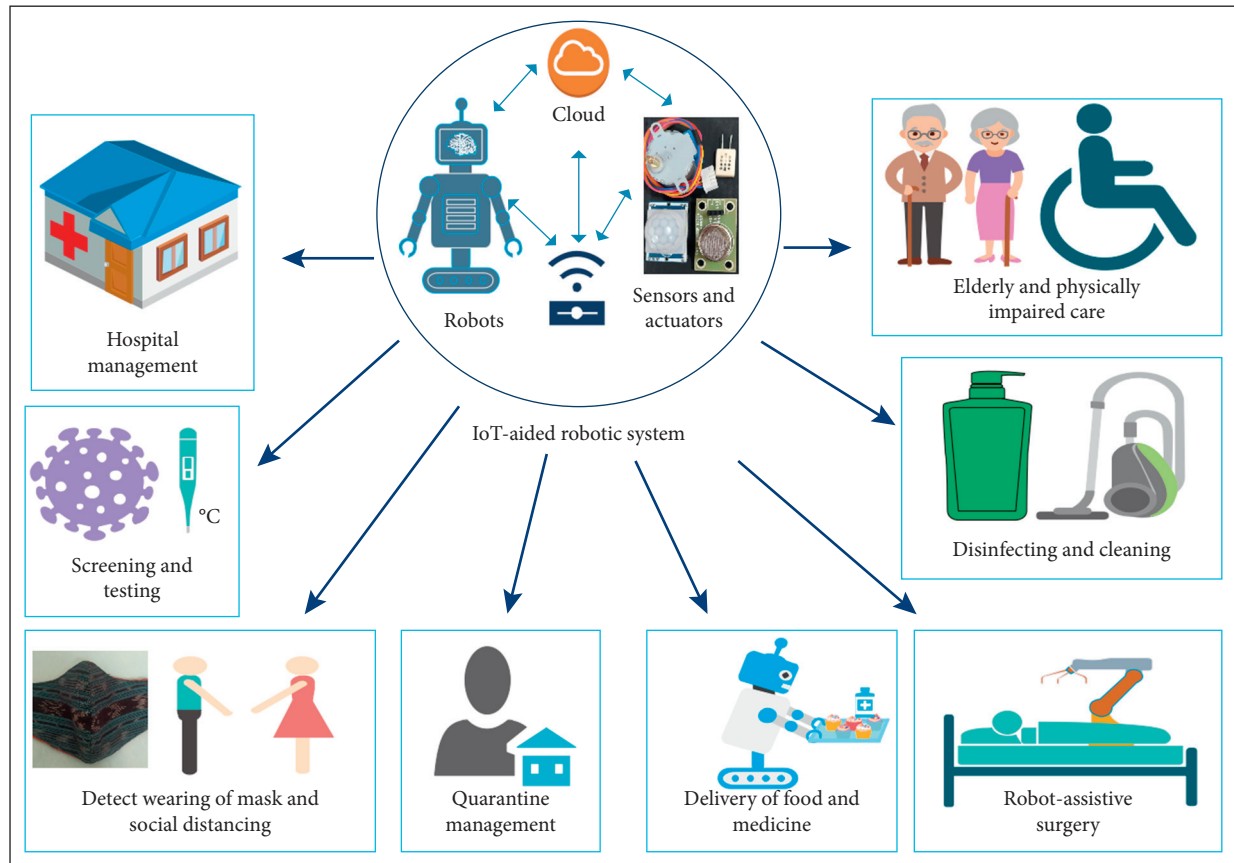 Cloud
Robots
Sensors and
actuators
IoT-aided robotic system
Hospital
management
Elderly and physically
impaired care
°C
Screening and
testing
Disinfecting and cleaning
Detect wearing of mask and
social distancing
Quarantine
management
Delivery of food and
medicine
Robot-assistive
surgery